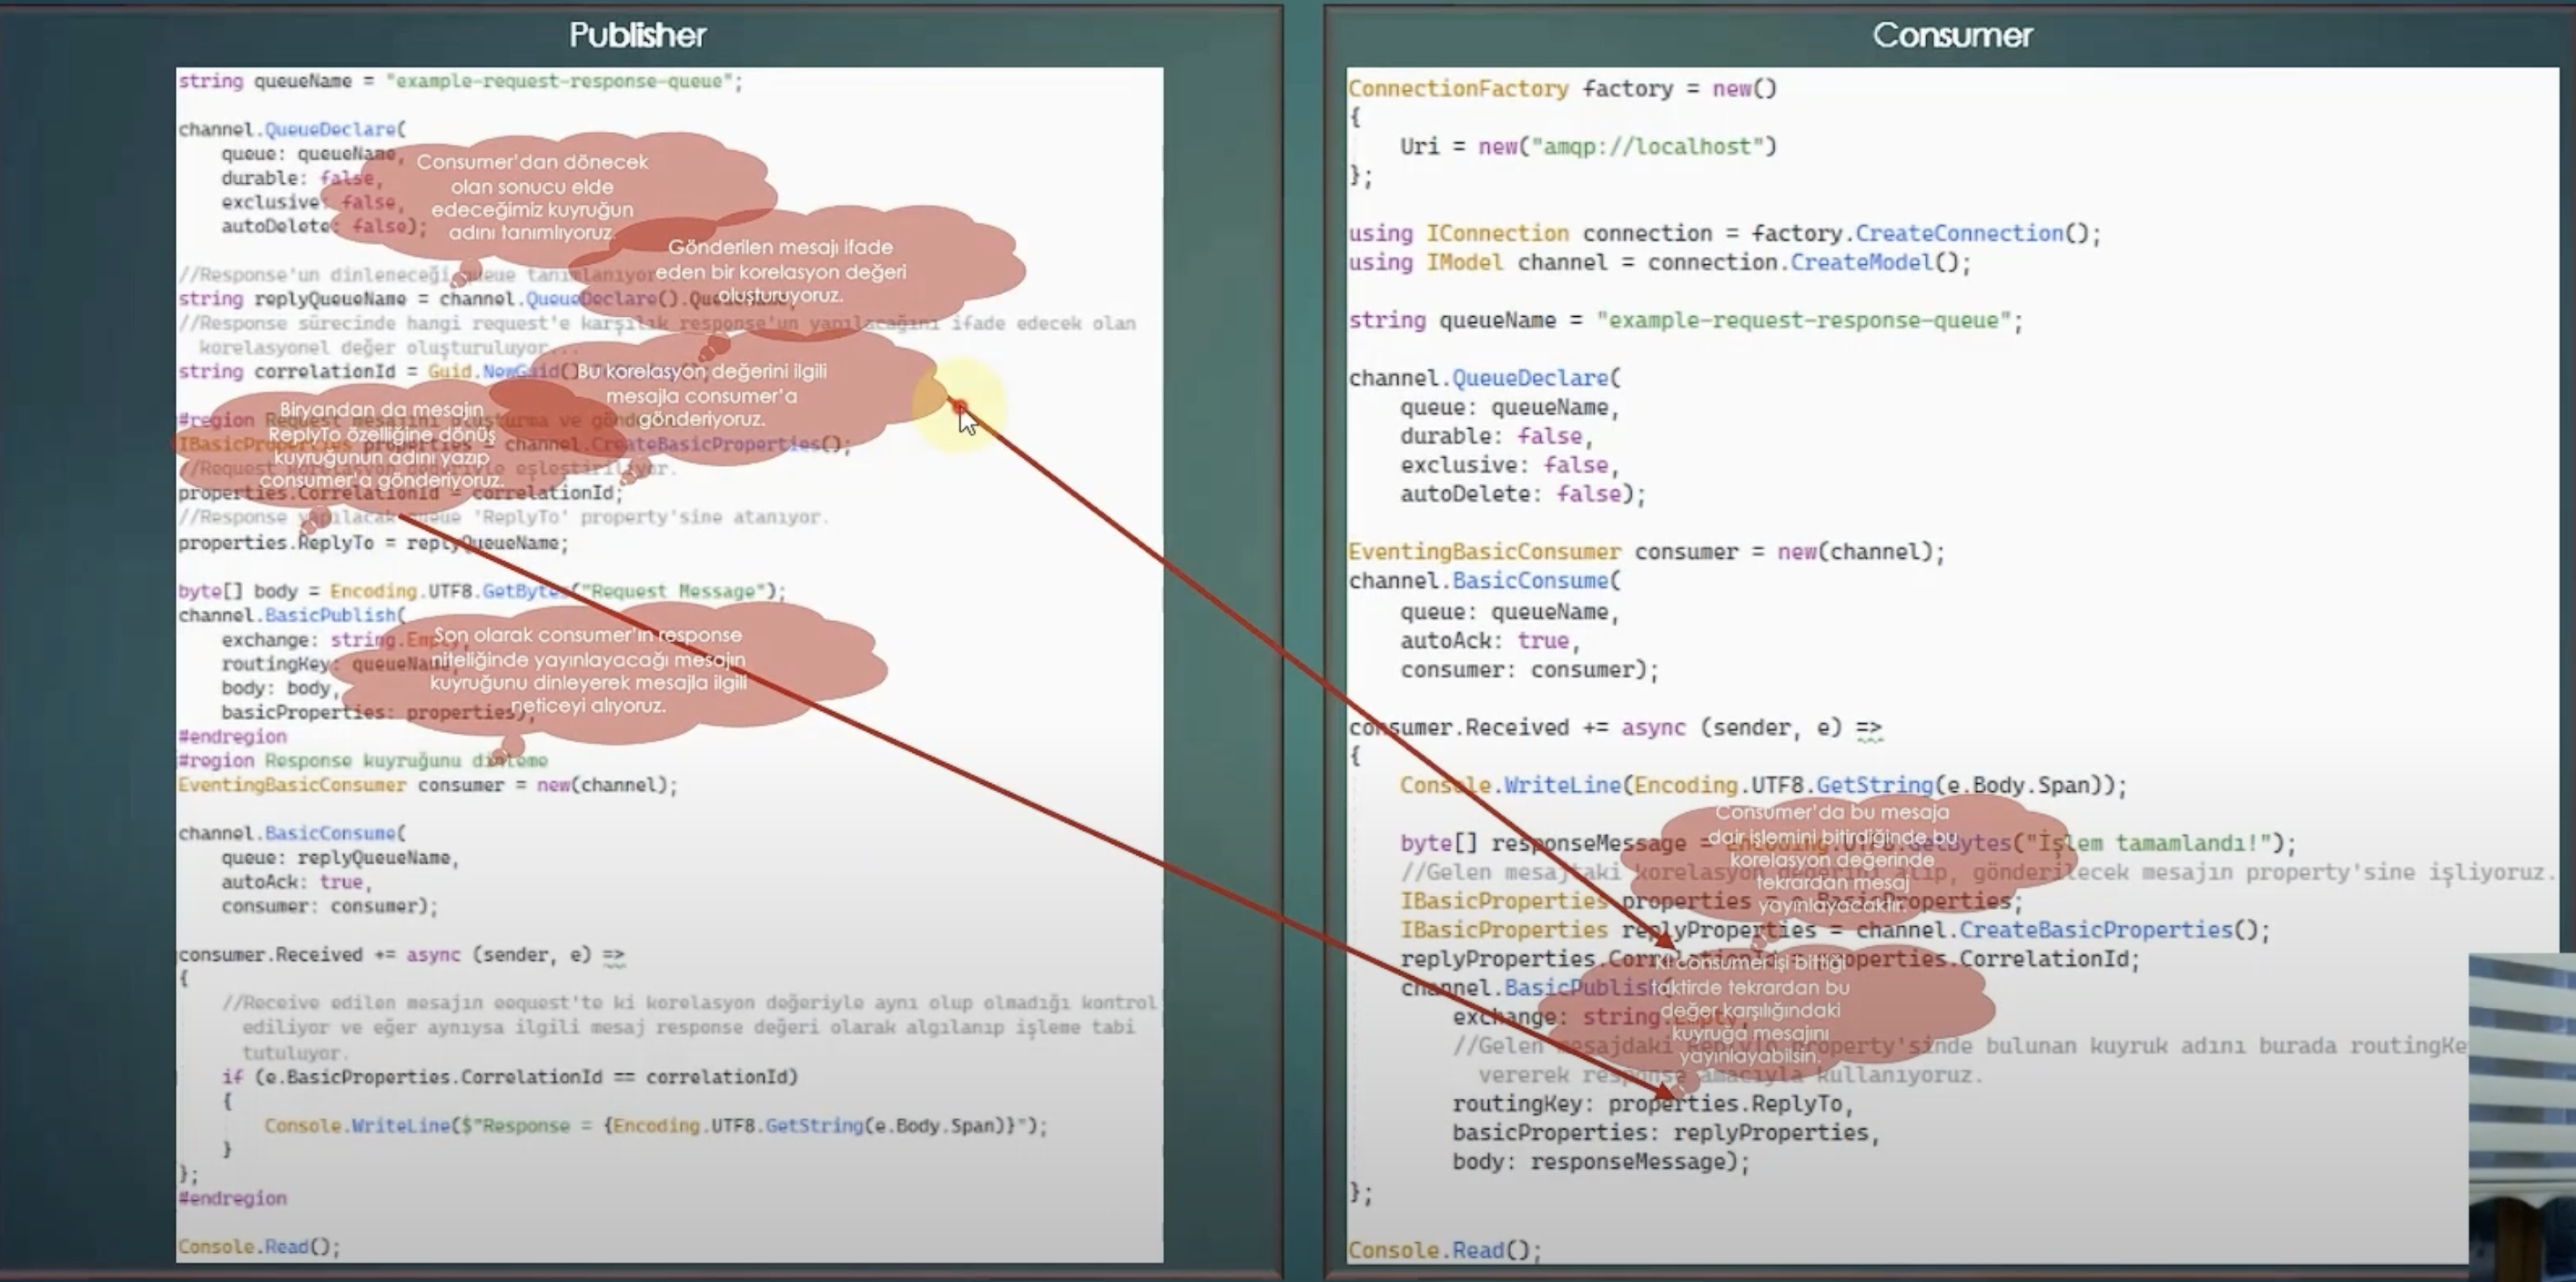 Publisher
string queueName = "example-request-response-queue";
channel.QueueDeclare(
queue: queueName,
durable: false,
exclusive: false,
autoDelete: false);
Consumer'dan dönecek
olan sonucu elde
edeceğimiz kuyruğun
adını tanımlıyoruz.
Gönderilen mesajı ifade
eden bir korelasyon değeri
oluşturuyoruz.
//Response'un dinleneceği queue tanımlanıyor
string replyQueueName = channel.QueueDeclare().QueueName;
//Response sürecinde hangi request'e karşılık response'un yapılacağını ifade edecek olan
korelasyonel değer oluşturuluyor...
string correlationId = Guid.NewGuid()
Bu korelasyon değerini ilgili
mesajla consumer'a
gönderiyoruz.
Biryandan da mesajın
ReplyTo özelliğine dönüş
kuyruğunun adını yazıp
consumer'a gönderiyoruz.
#region Request mesajını oluşturma ve gönderme
IBasicProperties properties = channel.CreateBasicProperties();
//Request korelasyon değeriyle eşleştiriliyor.
properties.CorrelationId = correlationId;
//Response yapılacak queue 'ReplyTo' property'sine atanıyor.
properties.ReplyTo = replyQueueName;
byte[] body = Encoding.UTF8.GetBytes("Request Message");
channel.BasicPublish(
exchange: string.Empty,
routingKey: queueName,
body: body,
basicProperties: properties);
Son olarak consumer'ın response
niteliğinde yayınlayacağı mesajın
kuyruğunu dinleyerek mesajla ilgili
neticeyi alıyoruz.
#endregion
#region Response kuyruğunu dinleme
EventingBasicConsumer consumer = new(channel);
channel.BasicConsume(
queue: replyQueueName,
autoAck: true,
consumer: consumer);
consumer.Received += async (sender, e) =>
{
//Receive edilen mesajın eequest'te ki korelasyon değeriyle aynı olup olmadığı kontrol
ediliyor ve eğer aynıysa ilgili mesaj response değeri olarak algılanıp işleme tabi
tutuluyor.
if (e.BasicProperties.CorrelationId == correlationId)
{
Console.WriteLine($"Response = {Encoding.UTF8.GetString(e.Body.Span)}");
}
};
#endregion
Console.Read();
Consumer
ConnectionFactory factory = new()
{
Uri = new("amqp://localhost")
};
using IConnection connection = factory.CreateConnection();
using IModel channel = connection.CreateModel();
string queueName = "example-request-response-queue";
channel.QueueDeclare(
queue: queueName,
durable: false,
exclusive: false,
autoDelete: false);
EventingBasicConsumer consumer = new(channel);
channel.BasicConsume(
queue: queueName,
autoAck: true,
consumer: consumer);
consumer.Received += async (sender, e) =>
{
Console.WriteLine(Encoding.UTF8.GetString(e.Body.Span));
Consumer'da bu mesaja
dair işlemini bitirdiğinde bu
korelasyon değerinde
tekrardan mesaj
yayınlayacaktır.
byte[] responseMessage = Encoding.UTF8.GetBytes("İşlem tamamlandı!");
//Gelen mesajtaki korelasyon değerini alıp, gönderilecek mesajın property'sine işliyoruz.
IBasicProperties properties = e.BasicProperties;
IBasicProperties replyProperties = channel.CreateBasicProperties();
replyProperties.CorrelationId = properties.CorrelationId;
channel.BasicPublish(
Ki consumer işi bittiği
taktirde tekrardan bu
değer karşılığındaki
kuyruğa mesajını
yayınlayabilsin.
exchange: string.Empty,
//Gelen mesajdaki ReplyTo property'sinde bulunan kuyruk adını burada routingKe
vererek response amacıyla kullanıyoruz.
routingKey: properties.ReplyTo,
basicProperties: replyProperties,
body: responseMessage);
};
Console.Read();